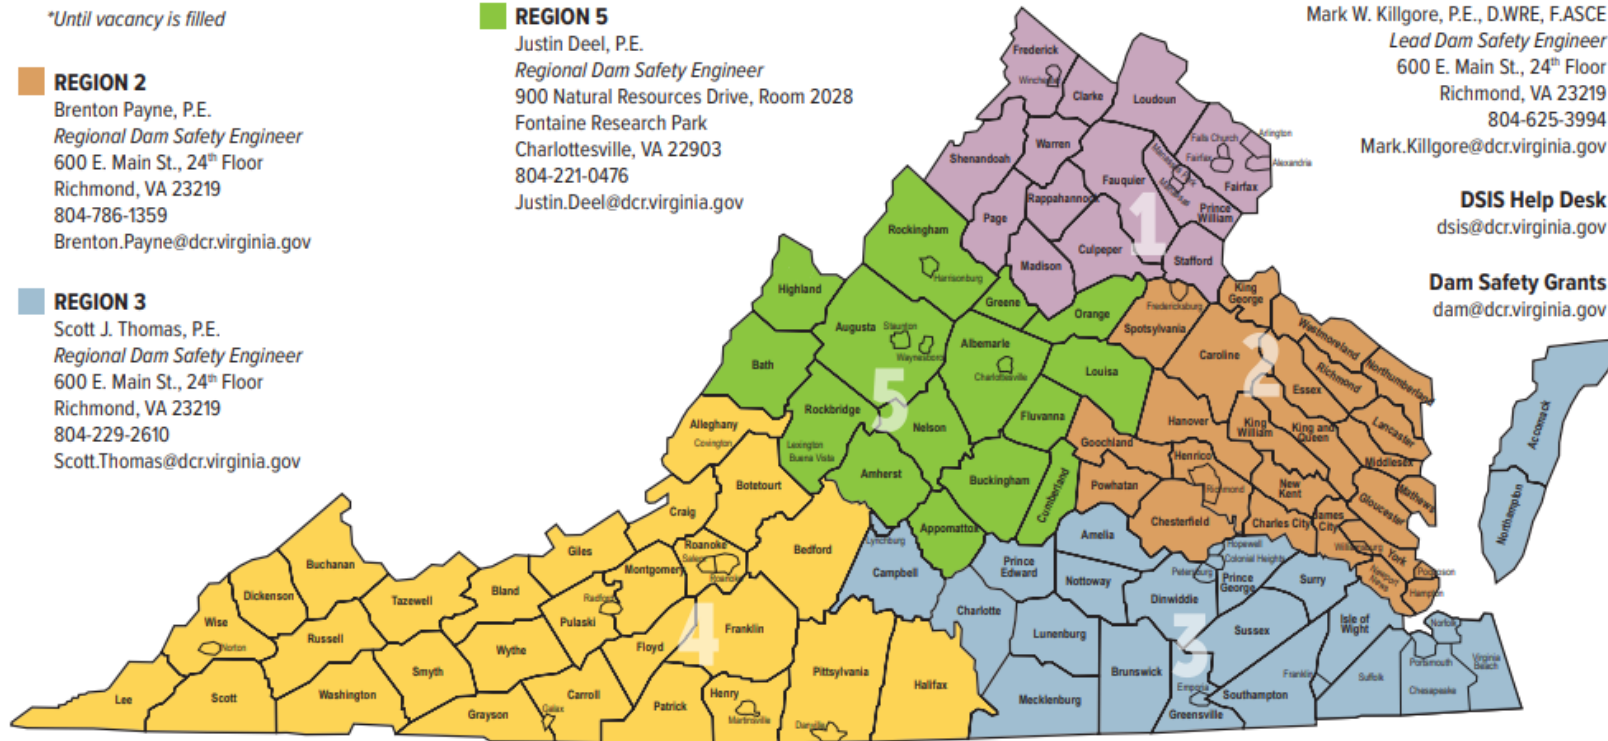 *Until vacancy is filled
REGION 2
Brenton Payne, P.E.
Regional Dam Safety Engineer
600 E. Main St., 24th Floor
Richmond, VA 23219
804-786-1359
Brenton.Payne@dcr.virginia.gov
REGION 3
Scott J. Thomas, P.E.
Regional Dam Safety Engineer
600 E. Main St., 24th Floor
Richmond, VA 23219
804-229-2610
Scott.Thomas@dcr.virginia.gov
REGION 5
Justin Deel, P.E.
Regional Dam Safety Engineer
900 Natural Resources Drive, Room 2028
Fontaine Research Park
Charlottesville, VA 22903
804-221-0476
Justin.Deel@dcr.virginia.gov
Mark W. Killgore, P.E., D.WRE, F.ASCE
Lead Dam Safety Engineer
600 E. Main St., 24th Floor
Richmond, VA 23219
804-625-3994
Mark.Killgore@dcr.virginia.gov
DSIS Help Desk
dsis@dcr.virginia.gov
Dam Safety Grants
dam@dcr.virginia.gov
Frederick
Winchester
Clarke
Loudoun
Falls Church
Arlington
Alexandria
Fairfax
Fairfax
Shenandoah
Warren
Manassas Park
Manassas
Fauquier
Rappahannock
Prince
William
Page
Culpeper
1
Madison
Stafford
Rockingham
Harrisonburg
Highland
Greene
Orange
Augusta
Staunton
Waynesboro
Albemarle
Charlottesville
Bath
Louisa
5
Rockbridge
Nelson
Fluvanna
Lexington
Buena Vista
Amherst
Buckingham
Cumberland
Appomattox
King
George
Fredericksburg
Spotsylvania
Westmoreland
Caroline
2
Northumberland
Richmond
Essex
Hanover
King
William
King and
Queen
Lancaster
Goochland
Henrico
Middlesex
Powhatan
Richmond
New
Kent
Mathews
Gloucester
Chesterfield
Charles City
James
City
Williamsburg
York
Poquoson
Newport
News
Hampton
Accomack
Northampton
Alleghany
Covington
Botetourt
Craig
Roanoke
Salem
Roanoke
Bedford
Giles
Montgomery
Buchanan
Dickenson
Tazewell
Bland
Radford
Pulaski
Wise
Norton
Russell
Wythe
Floyd
4
Franklin
Smyth
Pittsylvania
Halifax
Lee
Scott
Washington
Grayson
Carroll
Galax
Patrick
Henry
Martinsville
Danville
Lynchburg
Campbell
Prince
Edward
Amelia
Hopewell
Colonial Heights
Petersburg
Prince
George
Surry
Nottoway
Dinwiddie
Charlotte
Lunenburg
3
Sussex
Isle of
Wight
Norfolk
Portsmouth
Virginia
Beach
Brunswick
Franklin
Suffolk
Chesapeake
Mecklenburg
Emporia
Greensville
Southampton